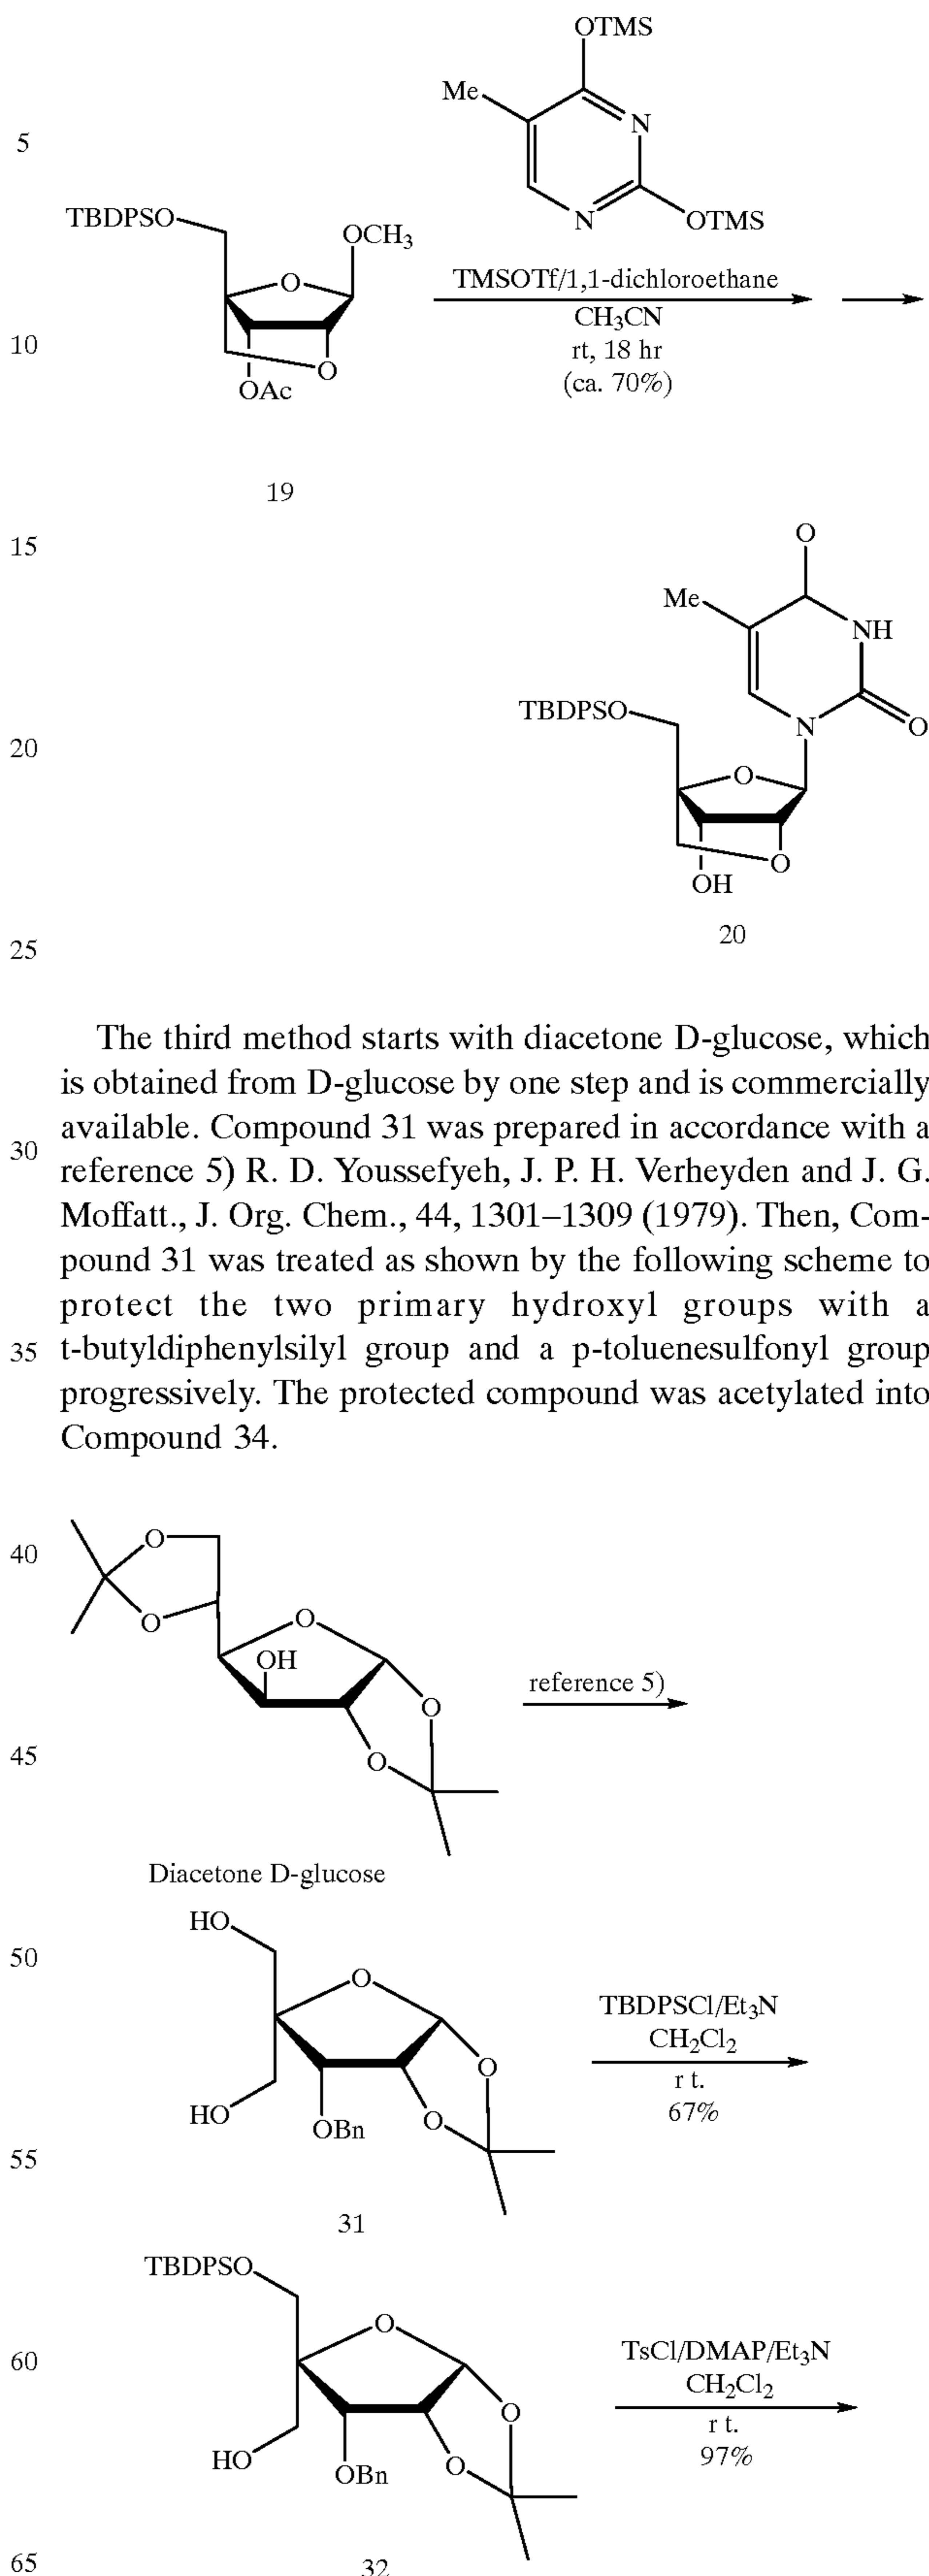 OTMS
Me
N
5
N
OTMS
TBDPSO
OCH3
O
TMSOTf/1,1-dichloroethane
CH3CN
10
rt, 18 hr
O
(ca. 70%)
OAc
19
15
O
Me
NH
TBDPSO
20
N
O
O
O
OH
20
25
The third method starts with diacetone D-glucose, which
is obtained from D-glucose by one step and is commercially
available. Compound 31 was prepared in accordance with a
30
reference 5) R. D. Youssefyeh, J. P. H. Verheyden and J. G.
Moffatt., J. Org. Chem., 44, 1301–1309 (1979). Then, Com-
pound 31 was treated as shown by the following scheme to
protect the two primary hydroxyl groups with a
35 t-butyldiphenylsilyl group and a p-toluenesulfonyl group
progressively. The protected compound was acetylated into
Compound 34.
40
O
O
O
OH
reference 5)
O
45
O
Diacetone D-glucose
HO
50
O
TBDPSCl/Et3N
CH2Cl2
O
r t.
HO
O
67%
OBn
55
31
TBDPSO
O
60
TsCl/DMAP/Et3N
CH2Cl2
O
r t.
HO
O
97%
OBn
65
32